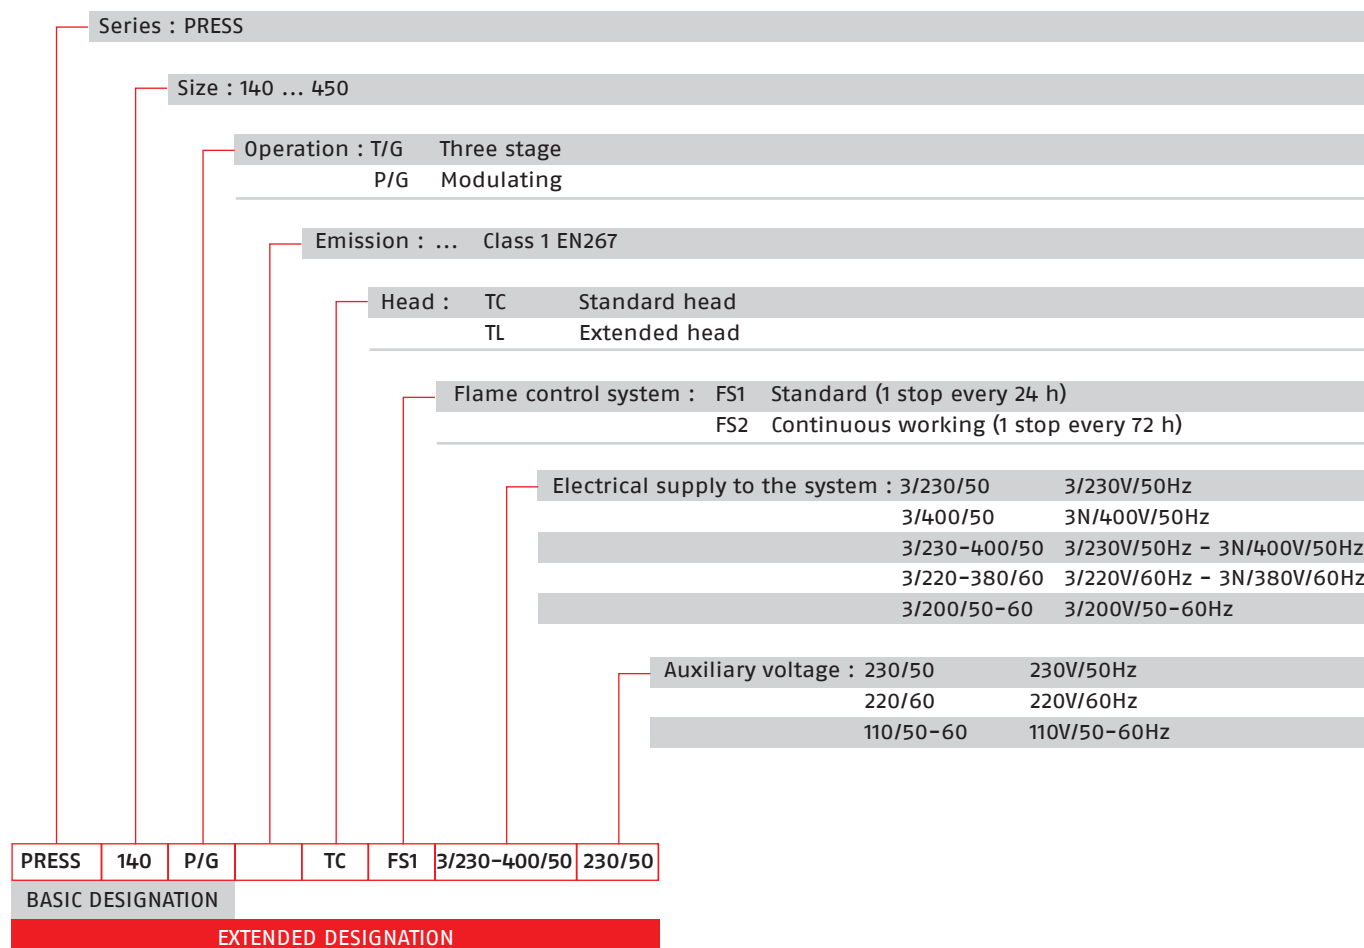 Series : PRESS
Size : 140 ... 450
Operation : T/G Three stage
P/G Modulating
Emission : ... Class 1 EN267
Head : TC Standard head
TL Extended head
Flame control system : FS1 Standard (1 stop every 24 h)
FS2 Continuous working (1 stop every 72 h)
Electrical supply to the system : 3/230/50 3/230V/50Hz
3/400/50 3N/400V/50Hz
3/230-400/50 3/230V/50Hz - 3N/400V/50Hz
3/220-380/60 3/220V/60Hz - 3N/380V/60Hz
3/200/50-60 3/200V/50-60Hz
Auxiliary voltage : 230/50 230V/50Hz
220/60 220V/60Hz
110/50-60 110V/50-60Hz
PRESS 140 P/G TC FS1 3/230-400/50 230/50
BASIC DESIGNATION
EXTENDED DESIGNATION